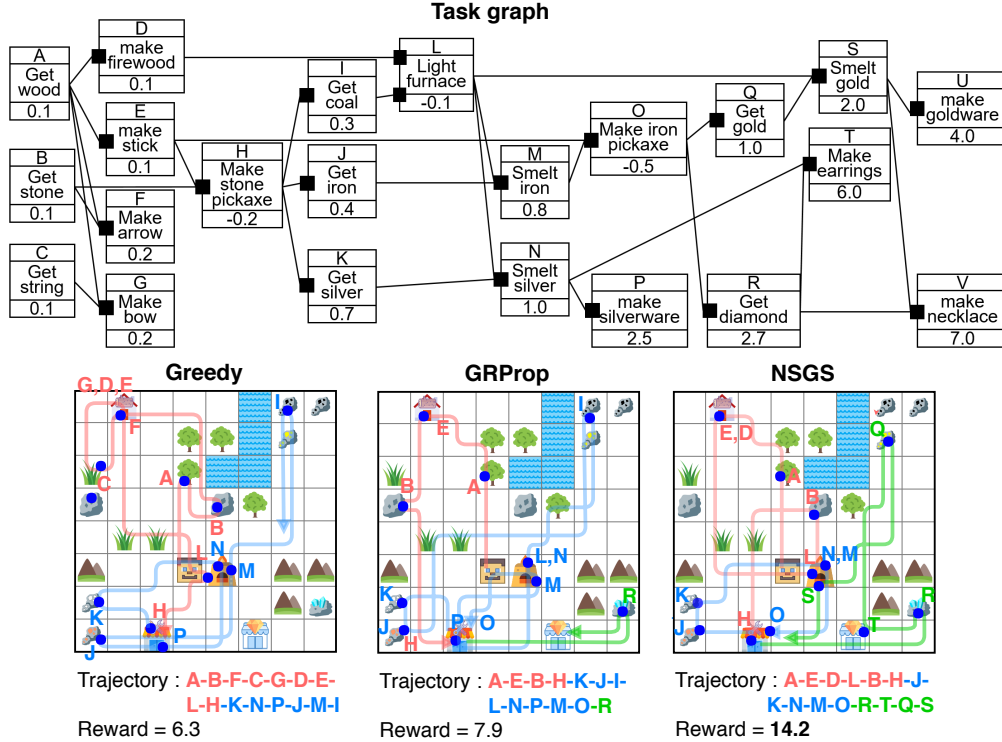 Task graph
A
Get
wood
0.1
B
Get
stone
0.1
C
Get
string
0.1
D
make
firewood
0.1
E
make
stick
0.1
F
Make
arrow
0.2
G
Make
bow
0.2
H
Make
stone
pickaxe
-0.2
I
Get
coal
0.3
J
Get
iron
0.4
K
Get
silver
0.7
L
Light
furnace
-0.1
M
Smelt
iron
0.8
N
Smelt
silver
1.0
O
Make iron
pickaxe
-0.5
P
make
silverware
2.5
Q
Get
gold
1.0
R
Get
diamond
2.7
S
Smelt
gold
2.0
T
Make
earrings
6.0
U
make
goldware
4.0
V
make
necklace
7.0
Greedy
G,D,E
F
I
C
A
B
L
N
M
K
H
P
J
Trajectory : A-B-F-C-G-D-E-
L-H-K-N-P-J-M-I
Reward = 6.3
GRProp
I
E
A
B
L,N
M
K
R
P
O
J
H
Trajectory : A-E-B-H-K-J-I-
L-N-P-M-O-R
Reward = 7.9
NSGS
E,D
Q
A
B
L
N,M
K
S
R
H
O
J
T
Trajectory : A-E-D-L-B-H-J-
K-N-M-O-R-T-Q-S
Reward = 14.2